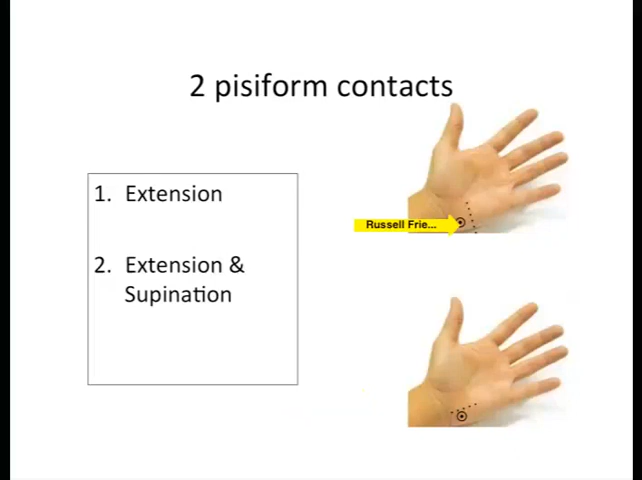 2 pisiform contacts
1. Extension
2. Extension &
Supination
Russell Frie...